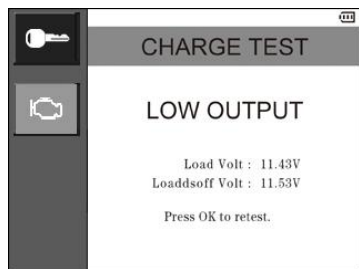 CHARGE TEST
LOW OUTPUT
Load Volt : 11.43V
Loaddsoff Volt : 11.53V
Press OK to retest.